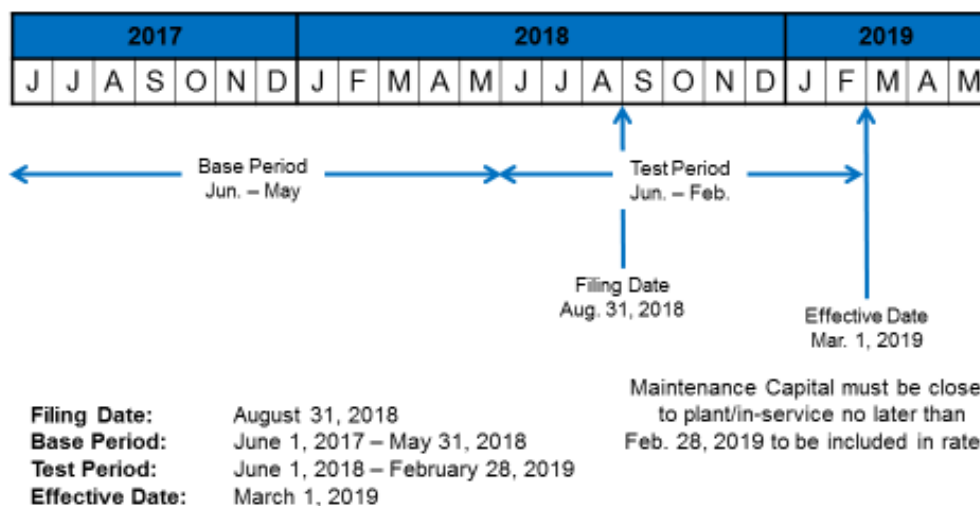 2017 2018 2019
J J A S O N D J F M A M J J A S O N D J F M A M
Base Period
Jun. – May
Test Period
Jun. – Feb.
Filing Date
Aug. 31, 2018
Effective Date
Mar. 1, 2019
Maintenance Capital must be close
to plant/in-service no later than
Feb. 28, 2019 to be included in rate
Filing Date: August 31, 2018
Base Period: June 1, 2017 – May 31, 2018
Test Period: June 1, 2018 – February 28, 2019
Effective Date: March 1, 2019